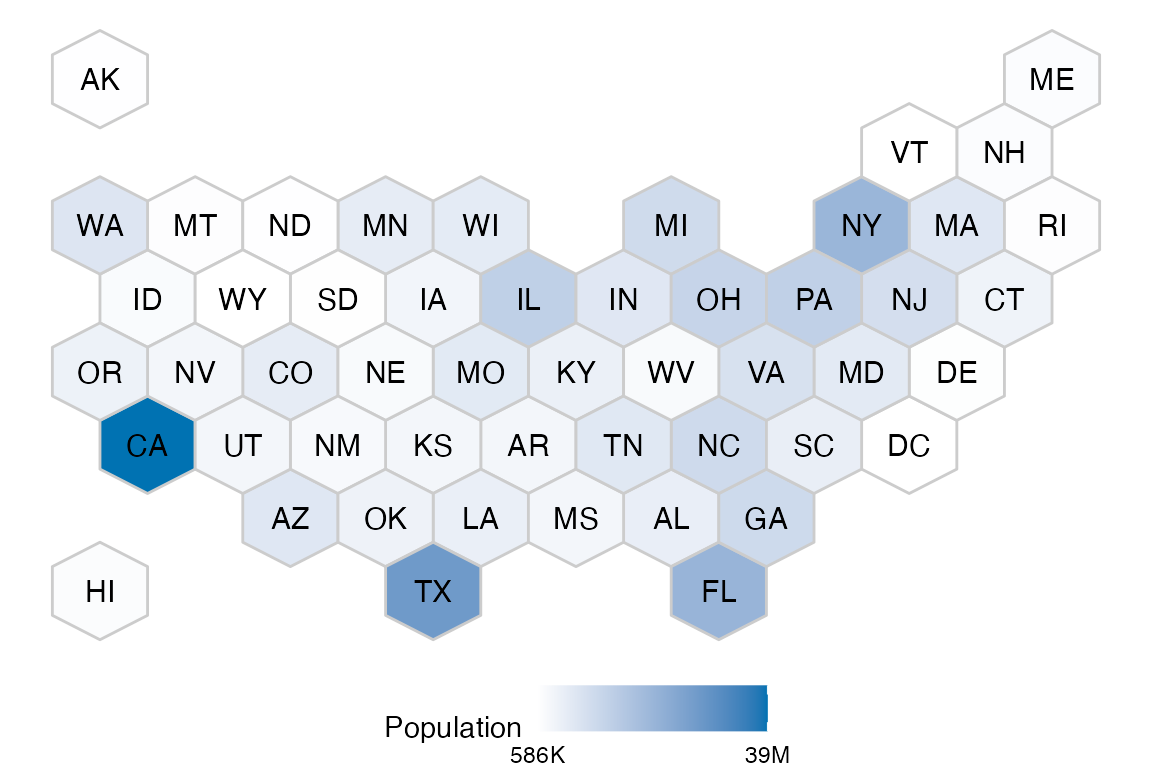 AK ME
VT NH
WA MT ND MN WI MI NY MA RI
ID WY SD IA IL IN OH PA NJ CT
OR NV CO NE MO KY WV VA MD DE
CA UT NM KS AR TN NC SC DC
AZ OK LA MS AL GA
HI TX FL
Population
586K 39M